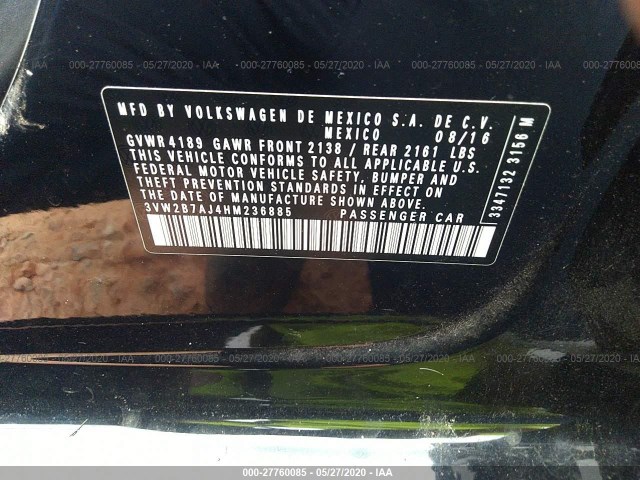 000-27760085 - 05/27/2020 - IAA
MFD BY VOLKSWAGEN DE MEXICO S.A. DE C.V.
MEXICO 08/16
GVWR 4189 GAWR FRONT 2138 / REAR 2161 LBS
THIS VEHICLE CONFORMS TO ALL APPLICABLE U.S.
FEDERAL MOTOR VEHICLE SAFETY, BUMPER AND
THEFT PREVENTION STANDARDS IN EFFECT ON
THE DATE OF MANUFACTURE SHOWN ABOVE.
3VW2B7AJ4HM236885 PASSENGER CAR
3347132 3156 M
000-27760085 - 05/27/2020 - IAA